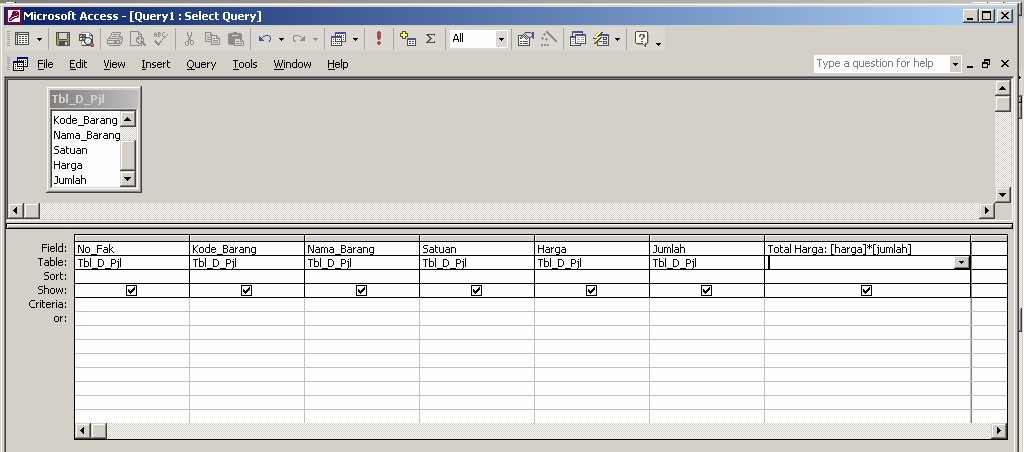 Microsoft Access - [Query1 : Select Query]
All
File Edit View Insert Query Tools Window Help Type a question for help
Tbl_D_Pjl
Kode_Barang
Nama_Barang
Satuan
Harga
Jumlah
Field: No_Fak Kode_Barang Nama_Barang Satuan Harga Jumlah Total Harga: [harga]*[jumlah]
Table: Tbl_D_Pjl Tbl_D_Pjl Tbl_D_Pjl Tbl_D_Pjl Tbl_D_Pjl Tbl_D_Pjl
Sort:
Show:
Criteria:
or: